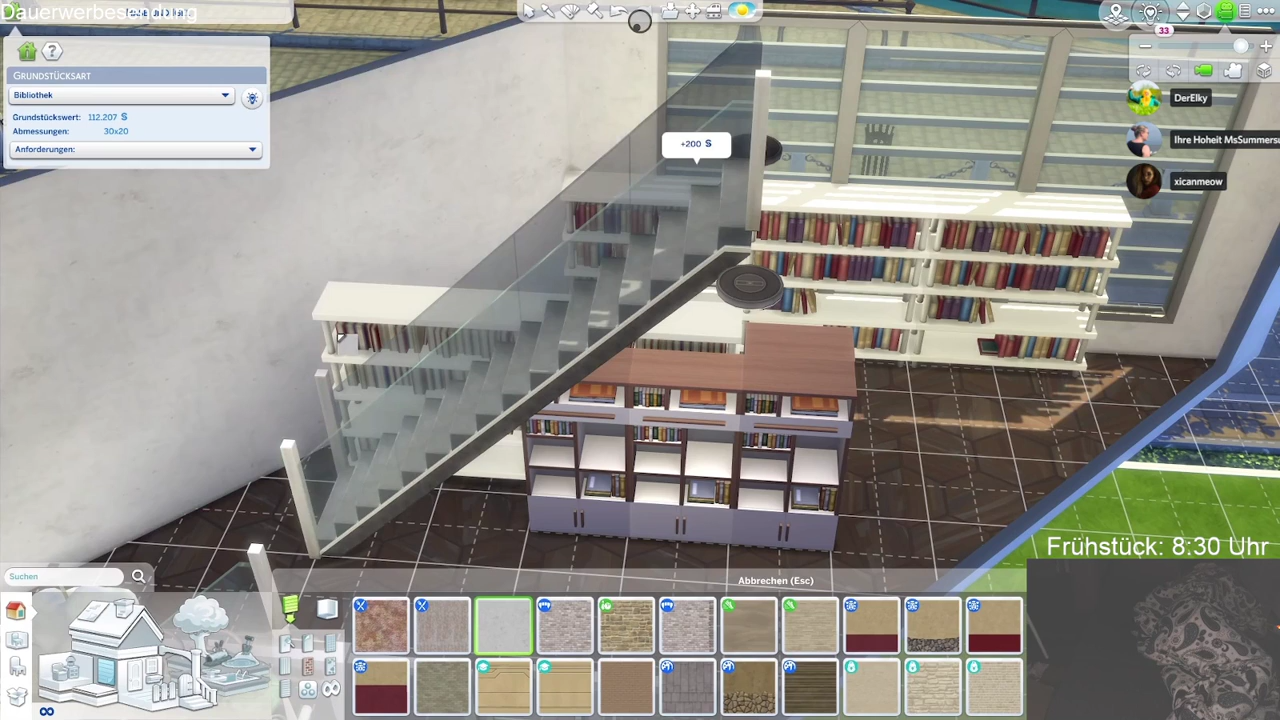 Dauerwerbesendung
GRUNDSTÜCKSART
Bibliothek
Grundstückswert: 112.207 $
Abmessungen: 30x20
Anforderungen:
+200 $
33
DerElky
Ihre Hoheit MsSummersu
xicanmeow
Frühstück: 8:30 Uhr
Abbrechen (Esc)
Suchen